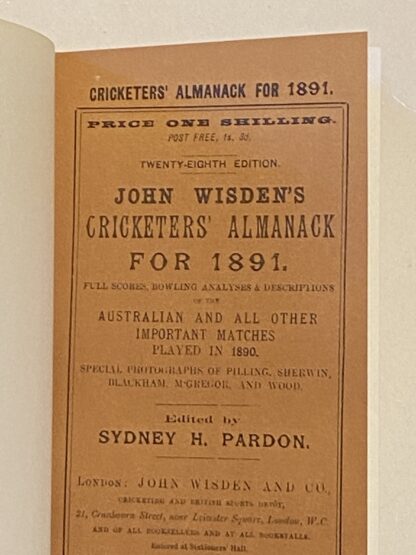 CRICKETERS' ALMANACK FOR 1891.
PRICE ONE SHILLING.
POST FREE, 1s. 3d.
TWENTY-EIGHTH EDITION.
JOHN WISDEN'S
CRICKETERS' ALMANACK
FOR 1891.
FULL SCORES, BOWLING ANALYSES & DESCRIPTIONS
OF THE
AUSTRALIAN AND ALL OTHER
IMPORTANT MATCHES
PLAYED IN 1890.
SPECIAL PHOTOGRAPHS OF PILLING, SHERWIN,
BLACKHAM, M'GREGOR, AND WOOD.
Edited by
SYDNEY H. PARDON.
LONDON: JOHN WISDEN AND CO.,
CRICKETING AND BRITISH SPORTS DEPÔT,
21, Cranbourn Street, near Leicester Square, London, W.C.
AND OF ALL BOOKSELLERS AND AT ALL BOOKSTALLS.
Entered at Stationers' Hall.